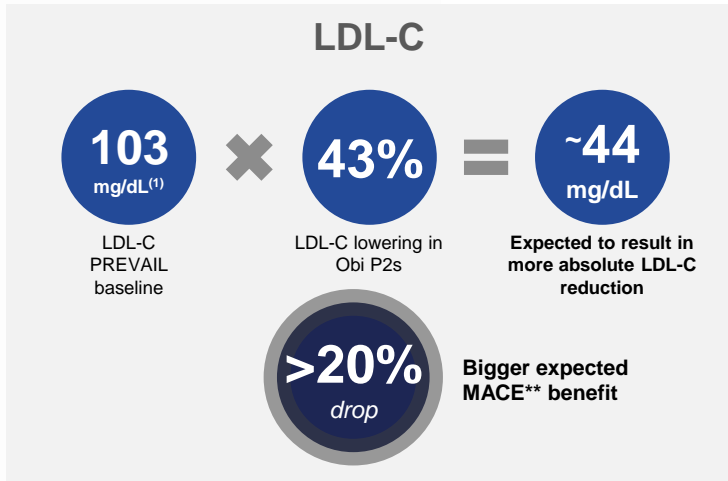 LDL-C
103
mg/dL(1)
43%
~44
mg/dL
LDL-C
PREVAIL
baseline
LDL-C lowering in
Obi P2s
Expected to result in
more absolute LDL-C
reduction
>20%
drop
Bigger expected
MACE** benefit